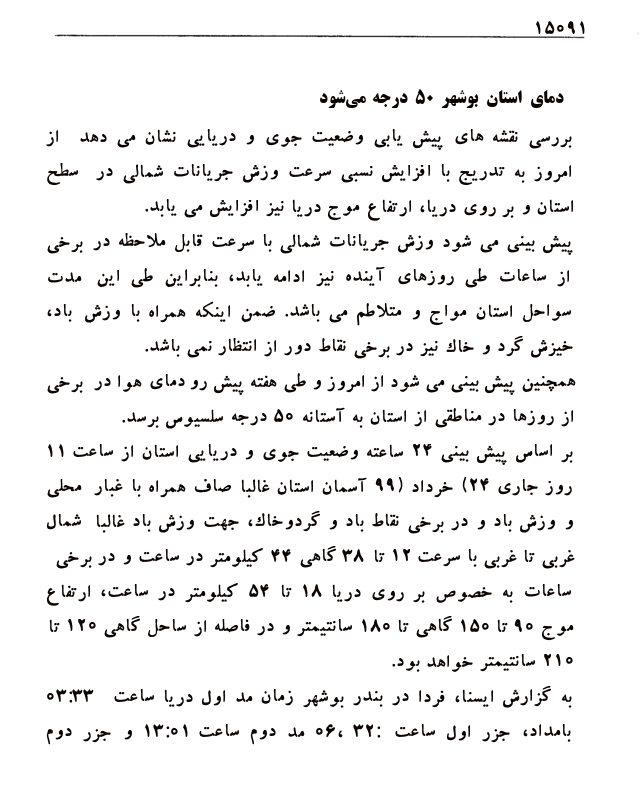 ۱۵۰۹۱
دمای استان بوشهر ۵۰ درجه می‌شود
بررسی نقشه های پیش یابی وضعیت جوی و دریایی نشان می دهد از
امروز به تدریج با افزایش نسبی سرعت وزش جریانات شمالی در سطح
استان و بر روی دریا، ارتفاع موج دریا نیز افزایش می یابد.
پیش بینی می شود وزش جریانات شمالی با سرعت قابل ملاحظه در برخی
از ساعات طی روزهای آینده نیز ادامه یابد، بنابراین طی این مدت
سواحل استان مواج و متلاطم می باشد. ضمن اینکه همراه با وزش باد،
خیزش گرد و خاك نیز در برخی نقاط دور از انتظار نمی باشد.
همچنین پیش بینی می شود از امروز و طی هفته پیش رو دمای هوا در برخی
از روزها در مناطقی از استان به آستانه ۵۰ درجه سلسیوس برسد.
بر اساس پیش بینی ۲۴ ساعته وضعیت جوی و دریایی استان از ساعت ۱۱
روز جاری ۲۴) خرداد (۹۹ آسمان استان غالبا صاف همراه با غبار محلی
و وزش باد و در برخی نقاط باد و گردوخاك، جهت وزش باد غالبا شمال
غربی تا غربی با سرعت ۱۲ تا ۳۸ گاهی ۴۴ کیلومتر در ساعت و در برخی
ساعات به خصوص بر روی دریا ۱۸ تا ۵۴ کیلومتر در ساعت، ارتفاع
موج ۹۰ تا ۱۵۰ گاهی تا ۱۸۰ سانتیمتر و در فاصله از ساحل گاهی ۱۲۰ تا
۲۱۰ سانتیمتر خواهد بود.
به گزارش ایسنا، فردا در بندر بوشهر زمان مد اول دریا ساعت ۰۳:۳۳
بامداد، جزر اول ساعت :۳۲ ،۰۶ مد دوم ساعت ۱۳:۰۱ و جزر دوم